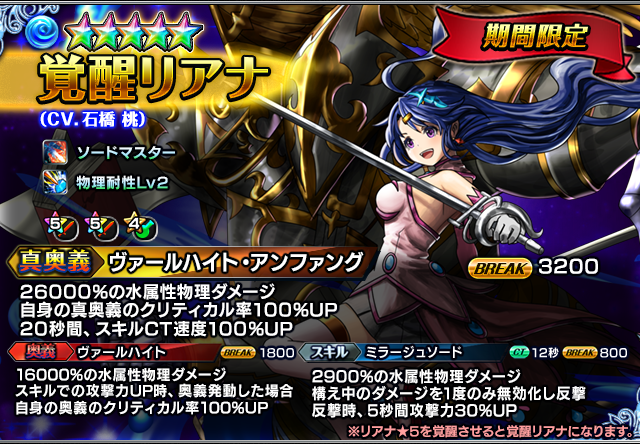 期間限定
覚醒リアナ
(CV.石橋 桃)
ソードマスター
物理耐性Lv2
5 5 4
真奥義 ヴァールハイト・アンファング BREAK 3200
26000%の水属性物理ダメージ
自身の真奥義のクリティカル率100%UP
20秒間、スキルCT速度100%UP
奥義 ヴァールハイト BREAK 1800
16000%の水属性物理ダメージ
スキルでの攻撃力UP時、奥義発動した場合
自身の奥義のクリティカル率100%UP
スキル ミラージュソード CT 12秒 BREAK 800
2900%の水属性物理ダメージ
構え中のダメージを1度のみ無効化し反撃
反撃時、5秒間攻撃力30%UP
※リアナ★5を覚醒させると覚醒リアナになります。